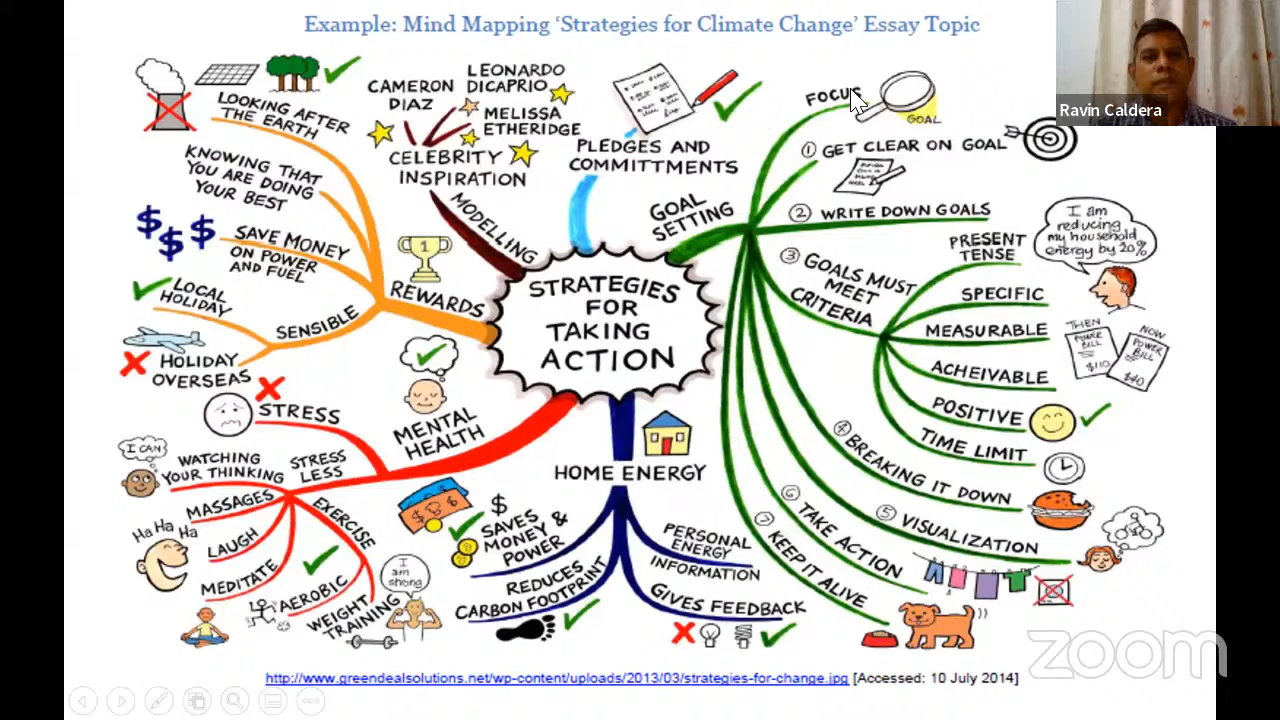 Example: Mind Mapping ‘Strategies for Climate Change’ Essay Topic
Ravin Caldera
STRATEGIES
FOR
TAKING
ACTION
GOAL
SETTING
FOCUS
GOAL
① GET CLEAR ON GOAL
② WRITE DOWN GOALS
③ GOALS MUST
MEET
CRITERIA
PRESENT
TENSE
I am
reducing
my household
energy by 20%
SPECIFIC
MEASURABLE
THEN
POWER
BILL
$110
NOW
POWER
BILL
$40
ACHEIVABLE
POSITIVE
TIME LIMIT
④ BREAKING IT DOWN
⑤ VISUALIZATION
⑥ TAKE ACTION
⑦ KEEP IT ALIVE
HOME ENERGY
PERSONAL
ENERGY
INFORMATION
GIVES FEEDBACK
$
SAVES
MONEY &
POWER
REDUCES
CARBON FOOTPRINT
MENTAL
HEALTH
STRESS
STRESS
LESS
I CAN
WATCHING
YOUR THINKING
MASSAGES
Ha Ha Ha
LAUGH
MEDITATE
EXERCISE
AEROBIC
WEIGHT
TRAINING
I
am
strong
REWARDS
1
SENSIBLE
LOCAL
HOLIDAY
HOLIDAY
OVERSEAS
$ $ $
SAVE MONEY
ON POWER
AND FUEL
KNOWING THAT
YOU ARE DOING
YOUR BEST
LOOKING AFTER
THE EARTH
MODELLING
CELEBRITY
INSPIRATION
CAMERON
DIAZ
LEONARDO
DICAPRIO
MELISSA
ETHERIDGE
PLEDGES AND
COMMITTMENTS
http://www.greendealsolutions.net/wp-content/uploads/2013/03/strategies-for-change.jpg [Accessed: 10 July 2014]
zoom